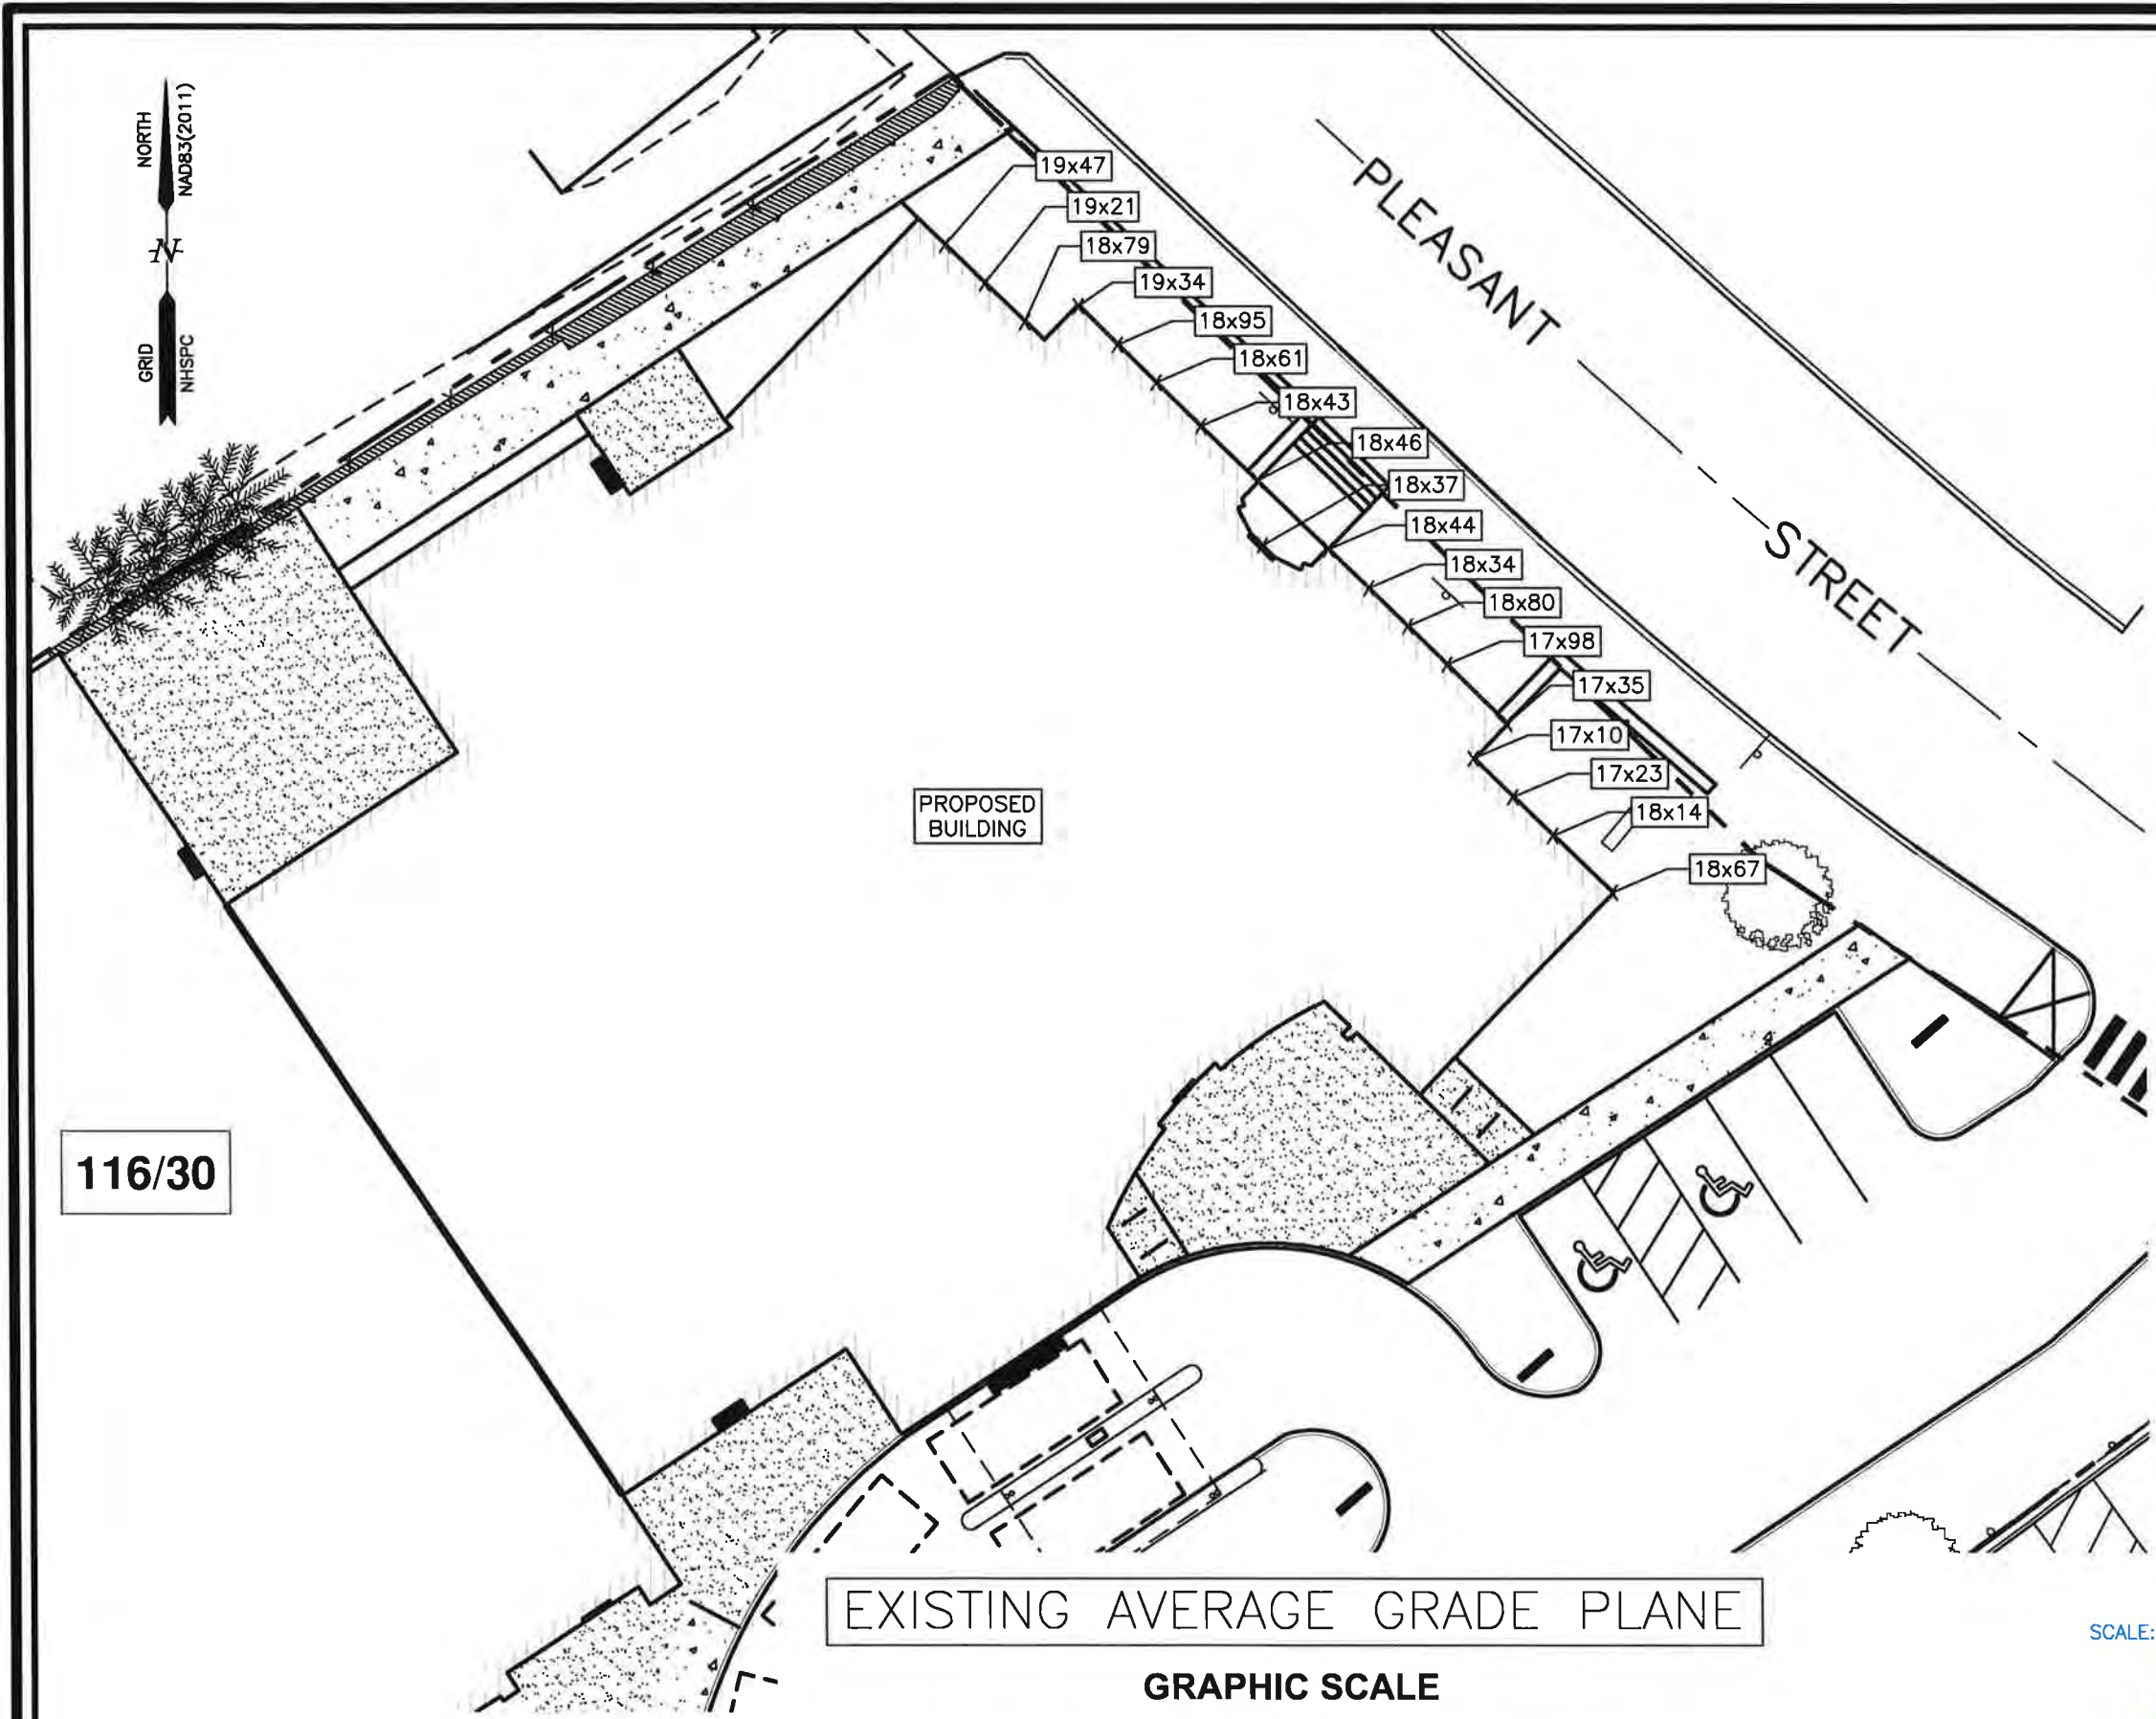 NORTH
NAD83(2011)
N
GRID
NHSPC
19x47
19x21
18x79
19x34
18x95
18x61
18x43
18x46
18x37
18x44
18x34
18x80
17x98
17x35
17x10
17x23
18x14
18x67
PLEASANT
STREET
PROPOSED
BUILDING
116/30
EXISTING AVERAGE GRADE PLANE
SCALE:
GRAPHIC SCALE